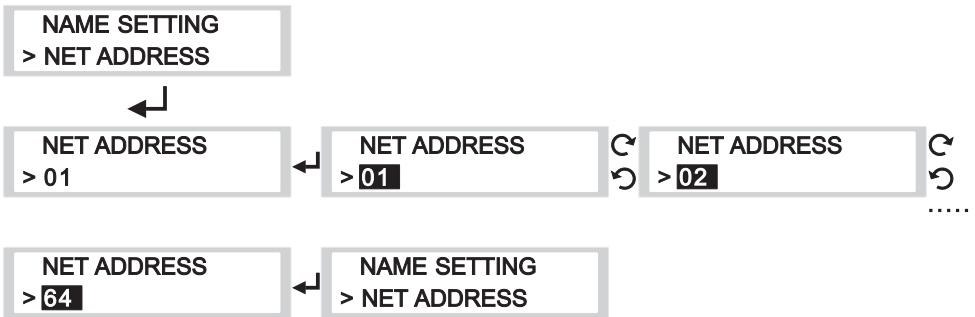 NAME SETTING
> NET ADDRESS
NET ADDRESS
> 01
NET ADDRESS
> 01
NET ADDRESS
> 02
.....
NET ADDRESS
> 64
NAME SETTING
> NET ADDRESS